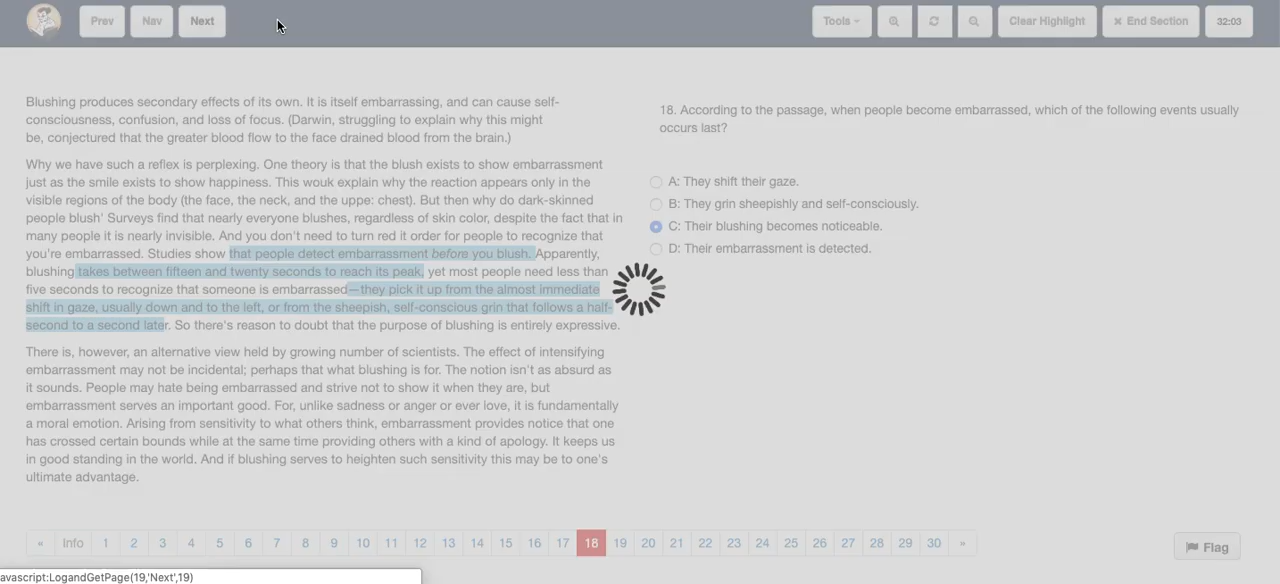 Prev Nav Next Tools Clear Highlight × End Section 32:03
Blushing produces secondary effects of its own. It is itself embarrassing, and can cause self-
consciousness, confusion, and loss of focus. (Darwin, struggling to explain why this might
be, conjectured that the greater blood flow to the face drained blood from the brain.)
Why we have such a reflex is perplexing. One theory is that the blush exists to show embarrassment
just as the smile exists to show happiness. This wouk explain why the reaction appears only in the
visible regions of the body (the face, the neck, and the uppe: chest). But then why do dark-skinned
people blush' Surveys find that nearly everyone blushes, regardless of skin color, despite the fact that in
many people it is nearly invisible. And you don't need to turn red it order for people to recognize that
you're embarrassed. Studies show that people detect embarrassment before you blush. Apparently,
blushing takes between fifteen and twenty seconds to reach its peak, yet most people need less than
five seconds to recognize that someone is embarrassed—they pick it up from the almost immediate
shift in gaze, usually down and to the left, or from the sheepish, self-conscious grin that follows a half-
second to a second later. So there's reason to doubt that the purpose of blushing is entirely expressive.
There is, however, an alternative view held by growing number of scientists. The effect of intensifying
embarrassment may not be incidental; perhaps that what blushing is for. The notion isn't as absurd as
it sounds. People may hate being embarrassed and strive not to show it when they are, but
embarrassment serves an important good. For, unlike sadness or anger or ever love, it is fundamentally
a moral emotion. Arising from sensitivity to what others think, embarrassment provides notice that one
has crossed certain bounds while at the same time providing others with a kind of apology. It keeps us
in good standing in the world. And if blushing serves to heighten such sensitivity this may be to one's
ultimate advantage.
18. According to the passage, when people become embarrassed, which of the following events usually
occurs last?
A: They shift their gaze.
B: They grin sheepishly and self-consciously.
C: Their blushing becomes noticeable.
D: Their embarrassment is detected.
« Info 1 2 3 4 5 6 7 8 9 10 11 12 13 14 15 16 17 18 19 20 21 22 23 24 25 26 27 28 29 30 »
Flag
avascript:LogandGetPage(19,'Next',19)